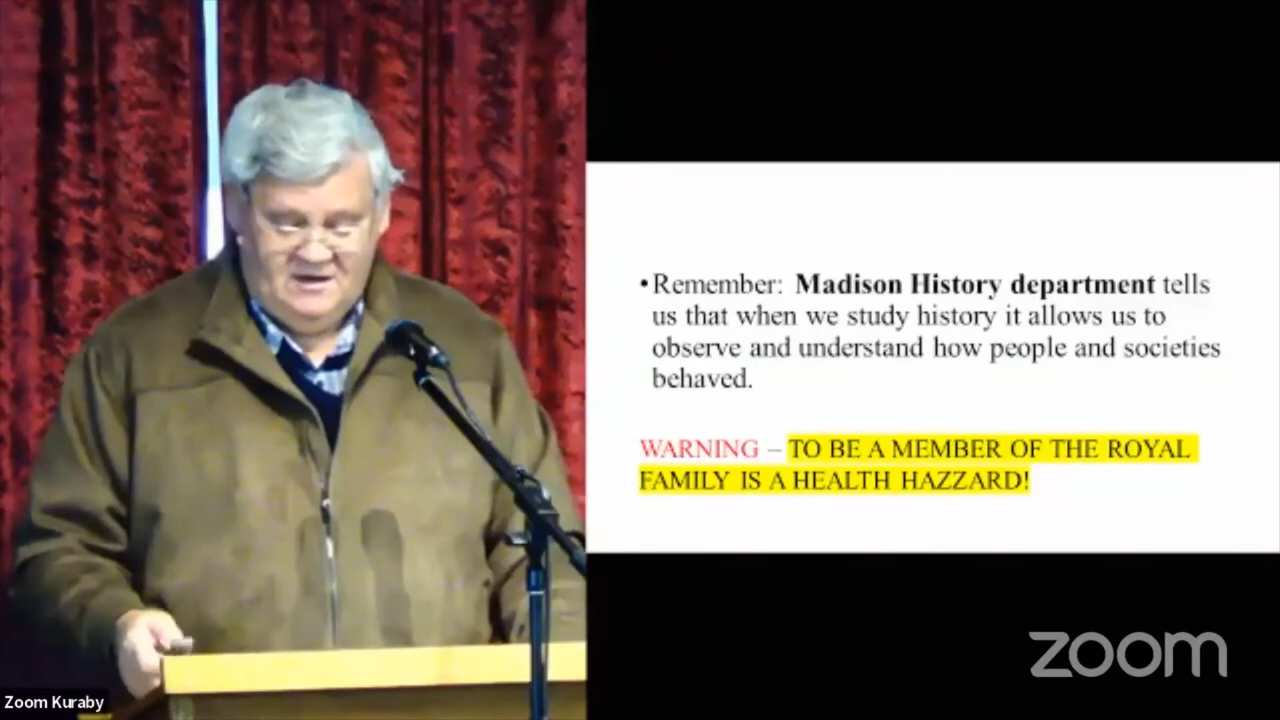 •Remember: Madison History department tells
us that when we study history it allows us to
observe and understand how people and societies
behaved.
WARNING – TO BE A MEMBER OF THE ROYAL
FAMILY IS A HEALTH HAZZARD!
zoom
Zoom Kuraby